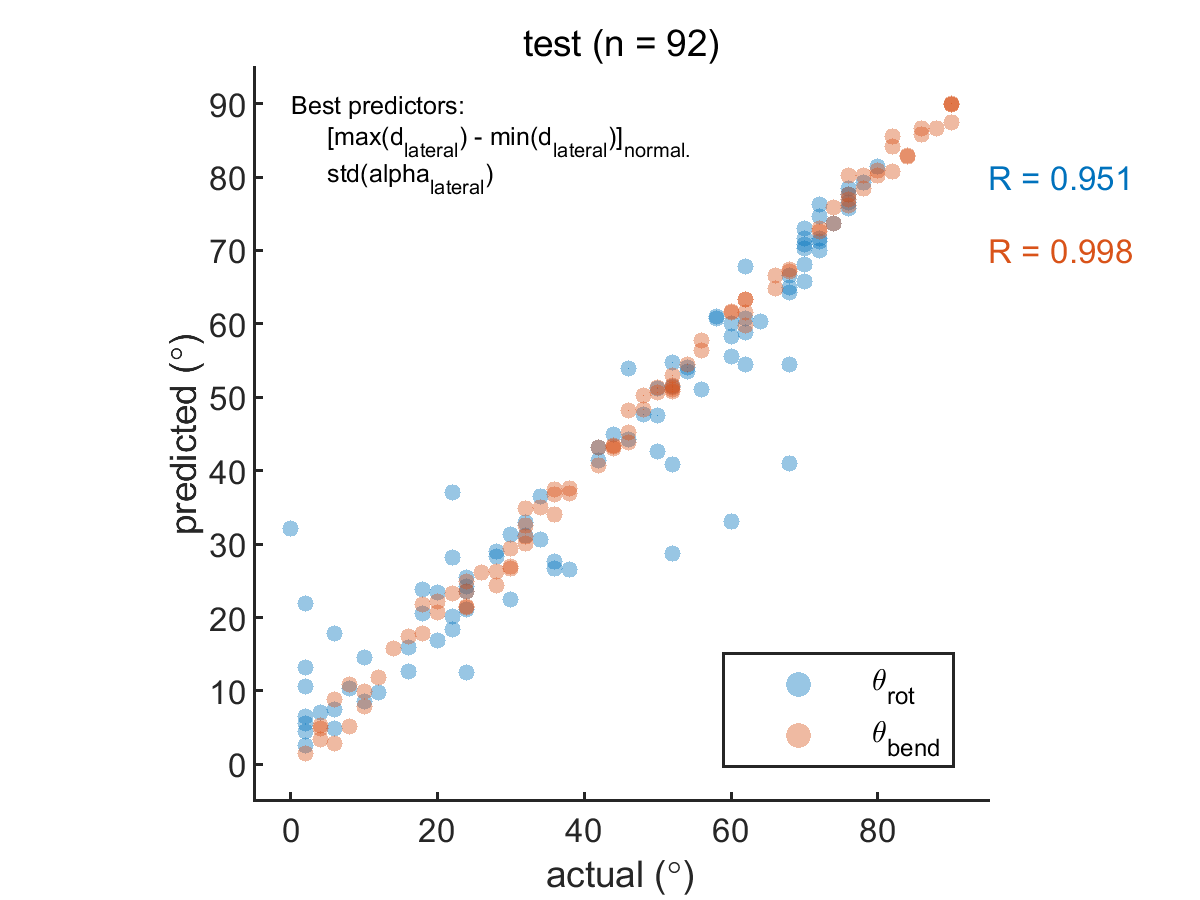 test (n = 92)
Best predictors:
[max(d_lateral) - min(d_lateral)]_normal.
std(alpha_lateral)
R = 0.951
R = 0.998
90
80
70
60
50
40
30
20
10
0
predicted (°)
θ_rot
θ_bend
0 20 40 60 80
actual (°)